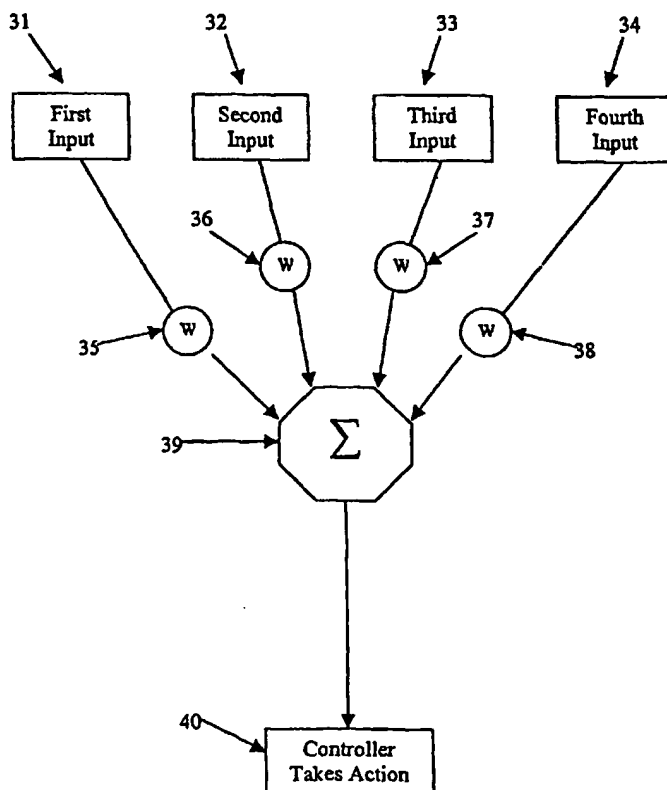 31
32
33
34
First
Input
Second
Input
Third
Input
Fourth
Input
36
37
W
W
35
W
W
38
39
Σ
40
Controller
Takes Action